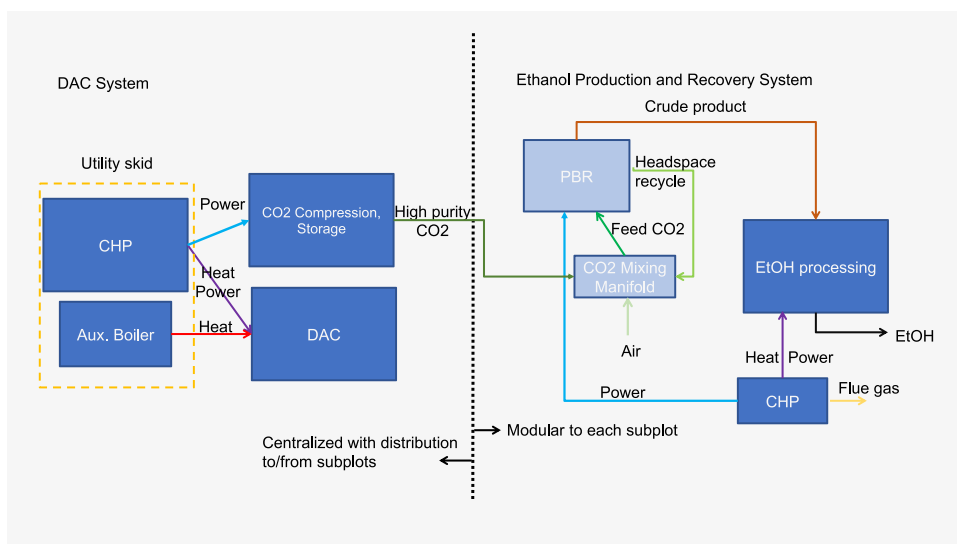 DAC System
Ethanol Production and Recovery System
Crude product
Utility skid
PBR
Headspace
recycle
CHP
Power
CO2 Compression,
Storage
High purity
CO2
Feed CO2
Heat
Power
CO2 Mixing
Manifold
EtOH processing
Aux. Boiler
Heat
DAC
Air
EtOH
Heat
Power
Power
CHP
Flue gas
Modular to each subplot
Centralized with distribution
to/from subplots